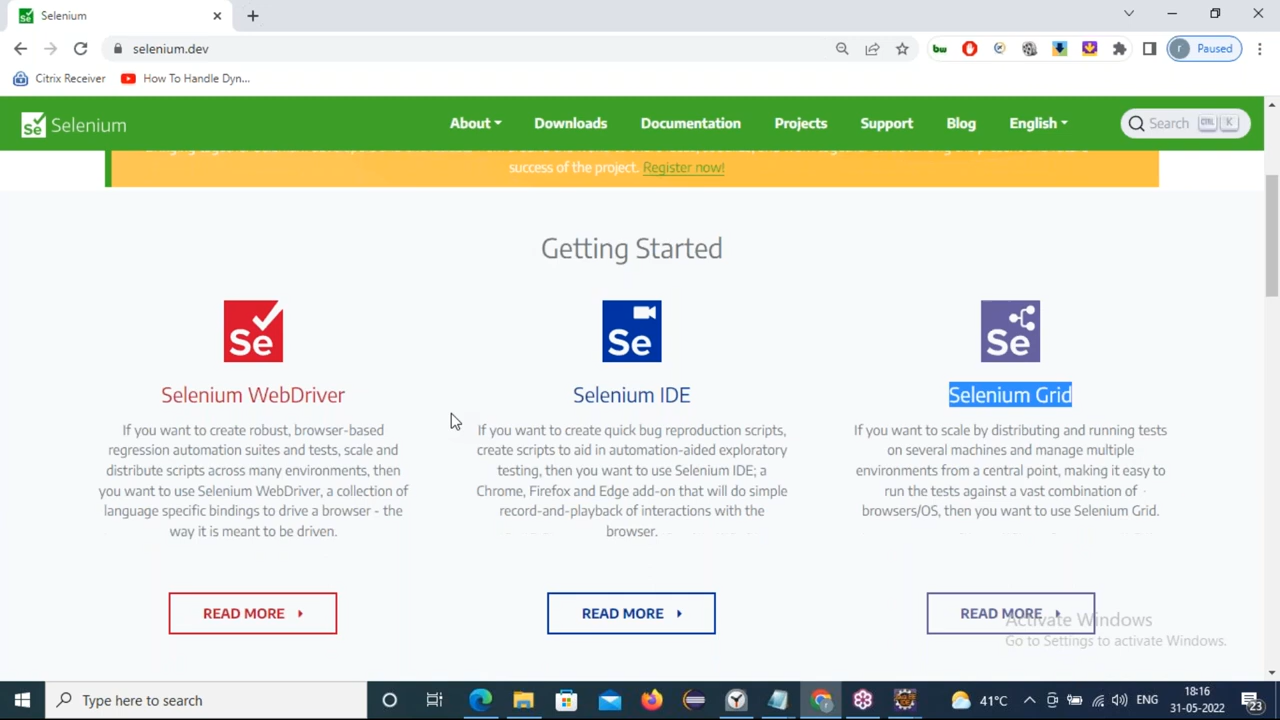 Selenium
selenium.dev
Paused
Citrix Receiver
How To Handle Dyn...
Se Selenium
About
Downloads
Documentation
Projects
Support
Blog
English
Search CTRL K
success of the project. Register now!
Getting Started
Se
Se
Se
Selenium WebDriver
If you want to create robust, browser-based
regression automation suites and tests, scale and
distribute scripts across many environments, then
you want to use Selenium WebDriver, a collection of
language specific bindings to drive a browser - the
way it is meant to be driven.
READ MORE
Selenium IDE
If you want to create quick bug reproduction scripts,
create scripts to aid in automation-aided exploratory
testing, then you want to use Selenium IDE; a
Chrome, Firefox and Edge add-on that will do simple
record-and-playback of interactions with the
browser.
READ MORE
Selenium Grid
If you want to scale by distributing and running tests
on several machines and manage multiple
environments from a central point, making it easy to
run the tests against a vast combination of
browsers/OS, then you want to use Selenium Grid.
READ MORE
Activate Windows
Go to Settings to activate Windows.
Type here to search
41°C
ENG
18:16
31-05-2022
23